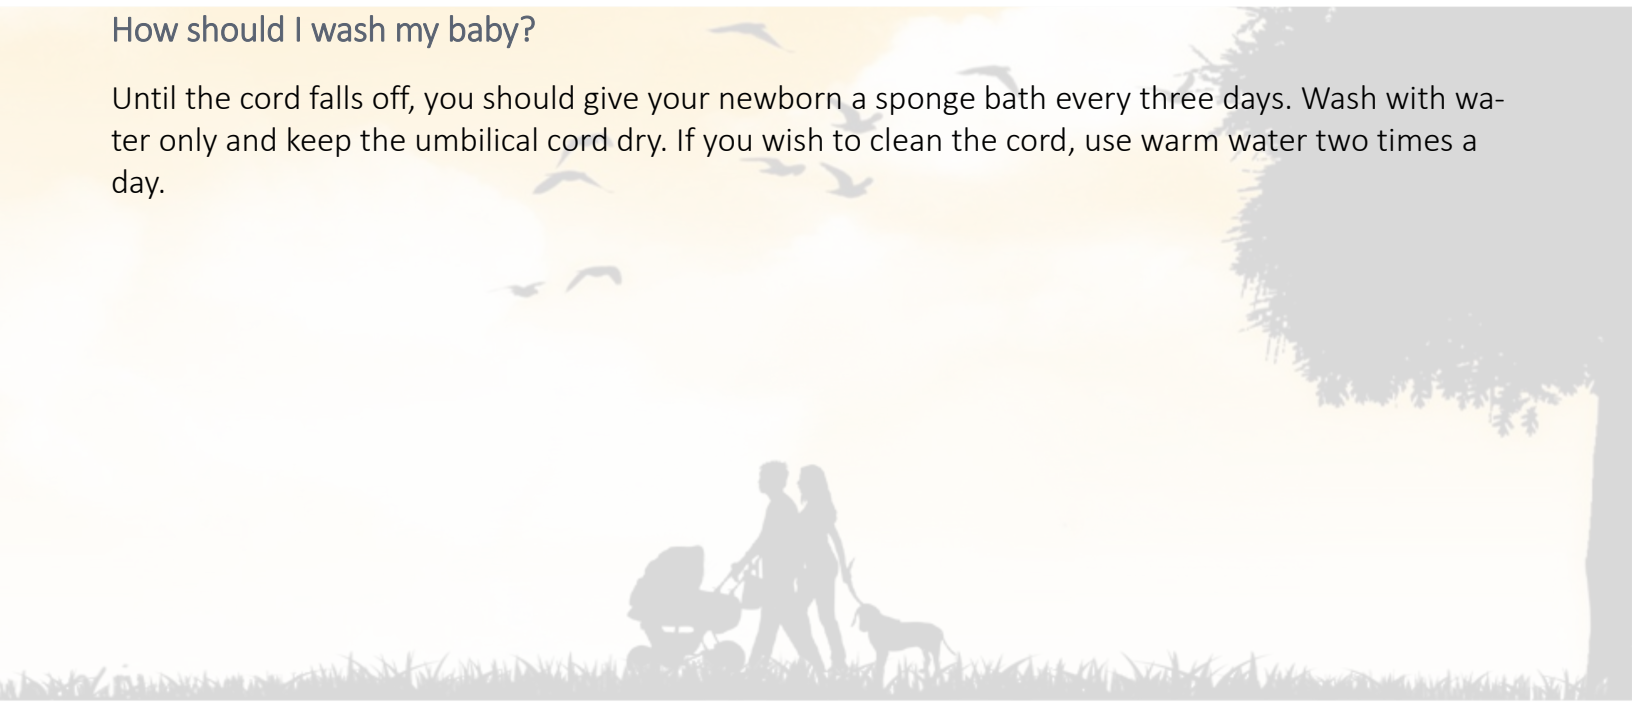 How should I wash my baby?
Until the cord falls off, you should give your newborn a sponge bath every three days. Wash with wa-
ter only and keep the umbilical cord dry. If you wish to clean the cord, use warm water two times a
day.